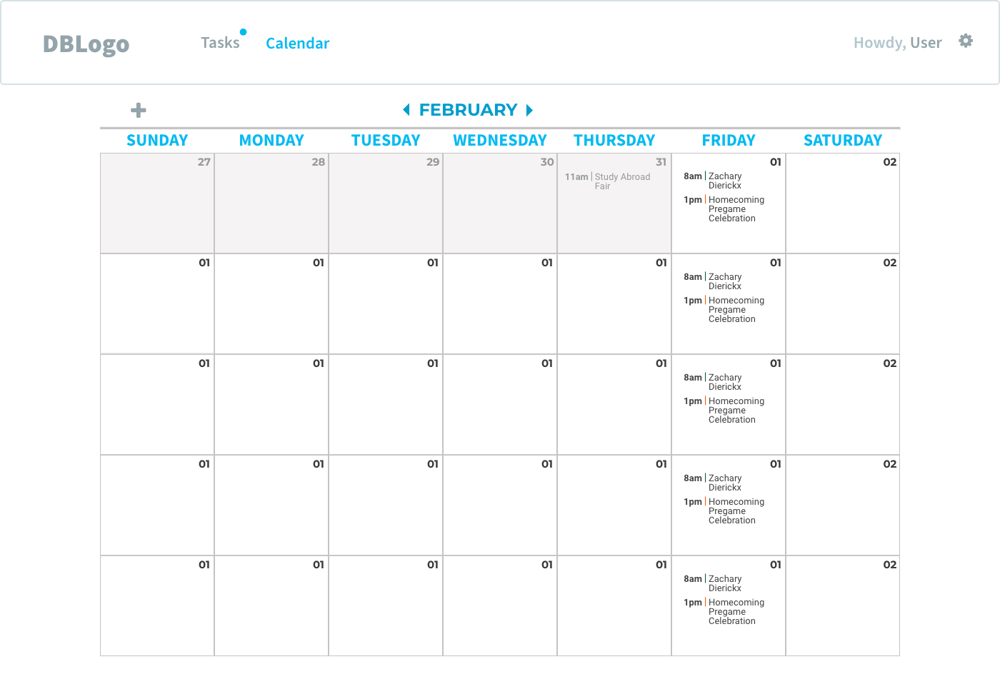 DBLogo Tasks Calendar Howdy, User
FEBRUARY
SUNDAY MONDAY TUESDAY WEDNESDAY THURSDAY FRIDAY SATURDAY
27 28 29 30 31 01 02
11am Study Abroad
Fair
8am Zachary
Dierickx
1pm Homecoming
Pregame
Celebration
01 01 01 01 01 01 02
8am Zachary
Dierickx
1pm Homecoming
Pregame
Celebration
01 01 01 01 01 01 02
8am Zachary
Dierickx
1pm Homecoming
Pregame
Celebration
01 01 01 01 01 01 02
8am Zachary
Dierickx
1pm Homecoming
Pregame
Celebration
01 01 01 01 01 01 02
8am Zachary
Dierickx
1pm Homecoming
Pregame
Celebration